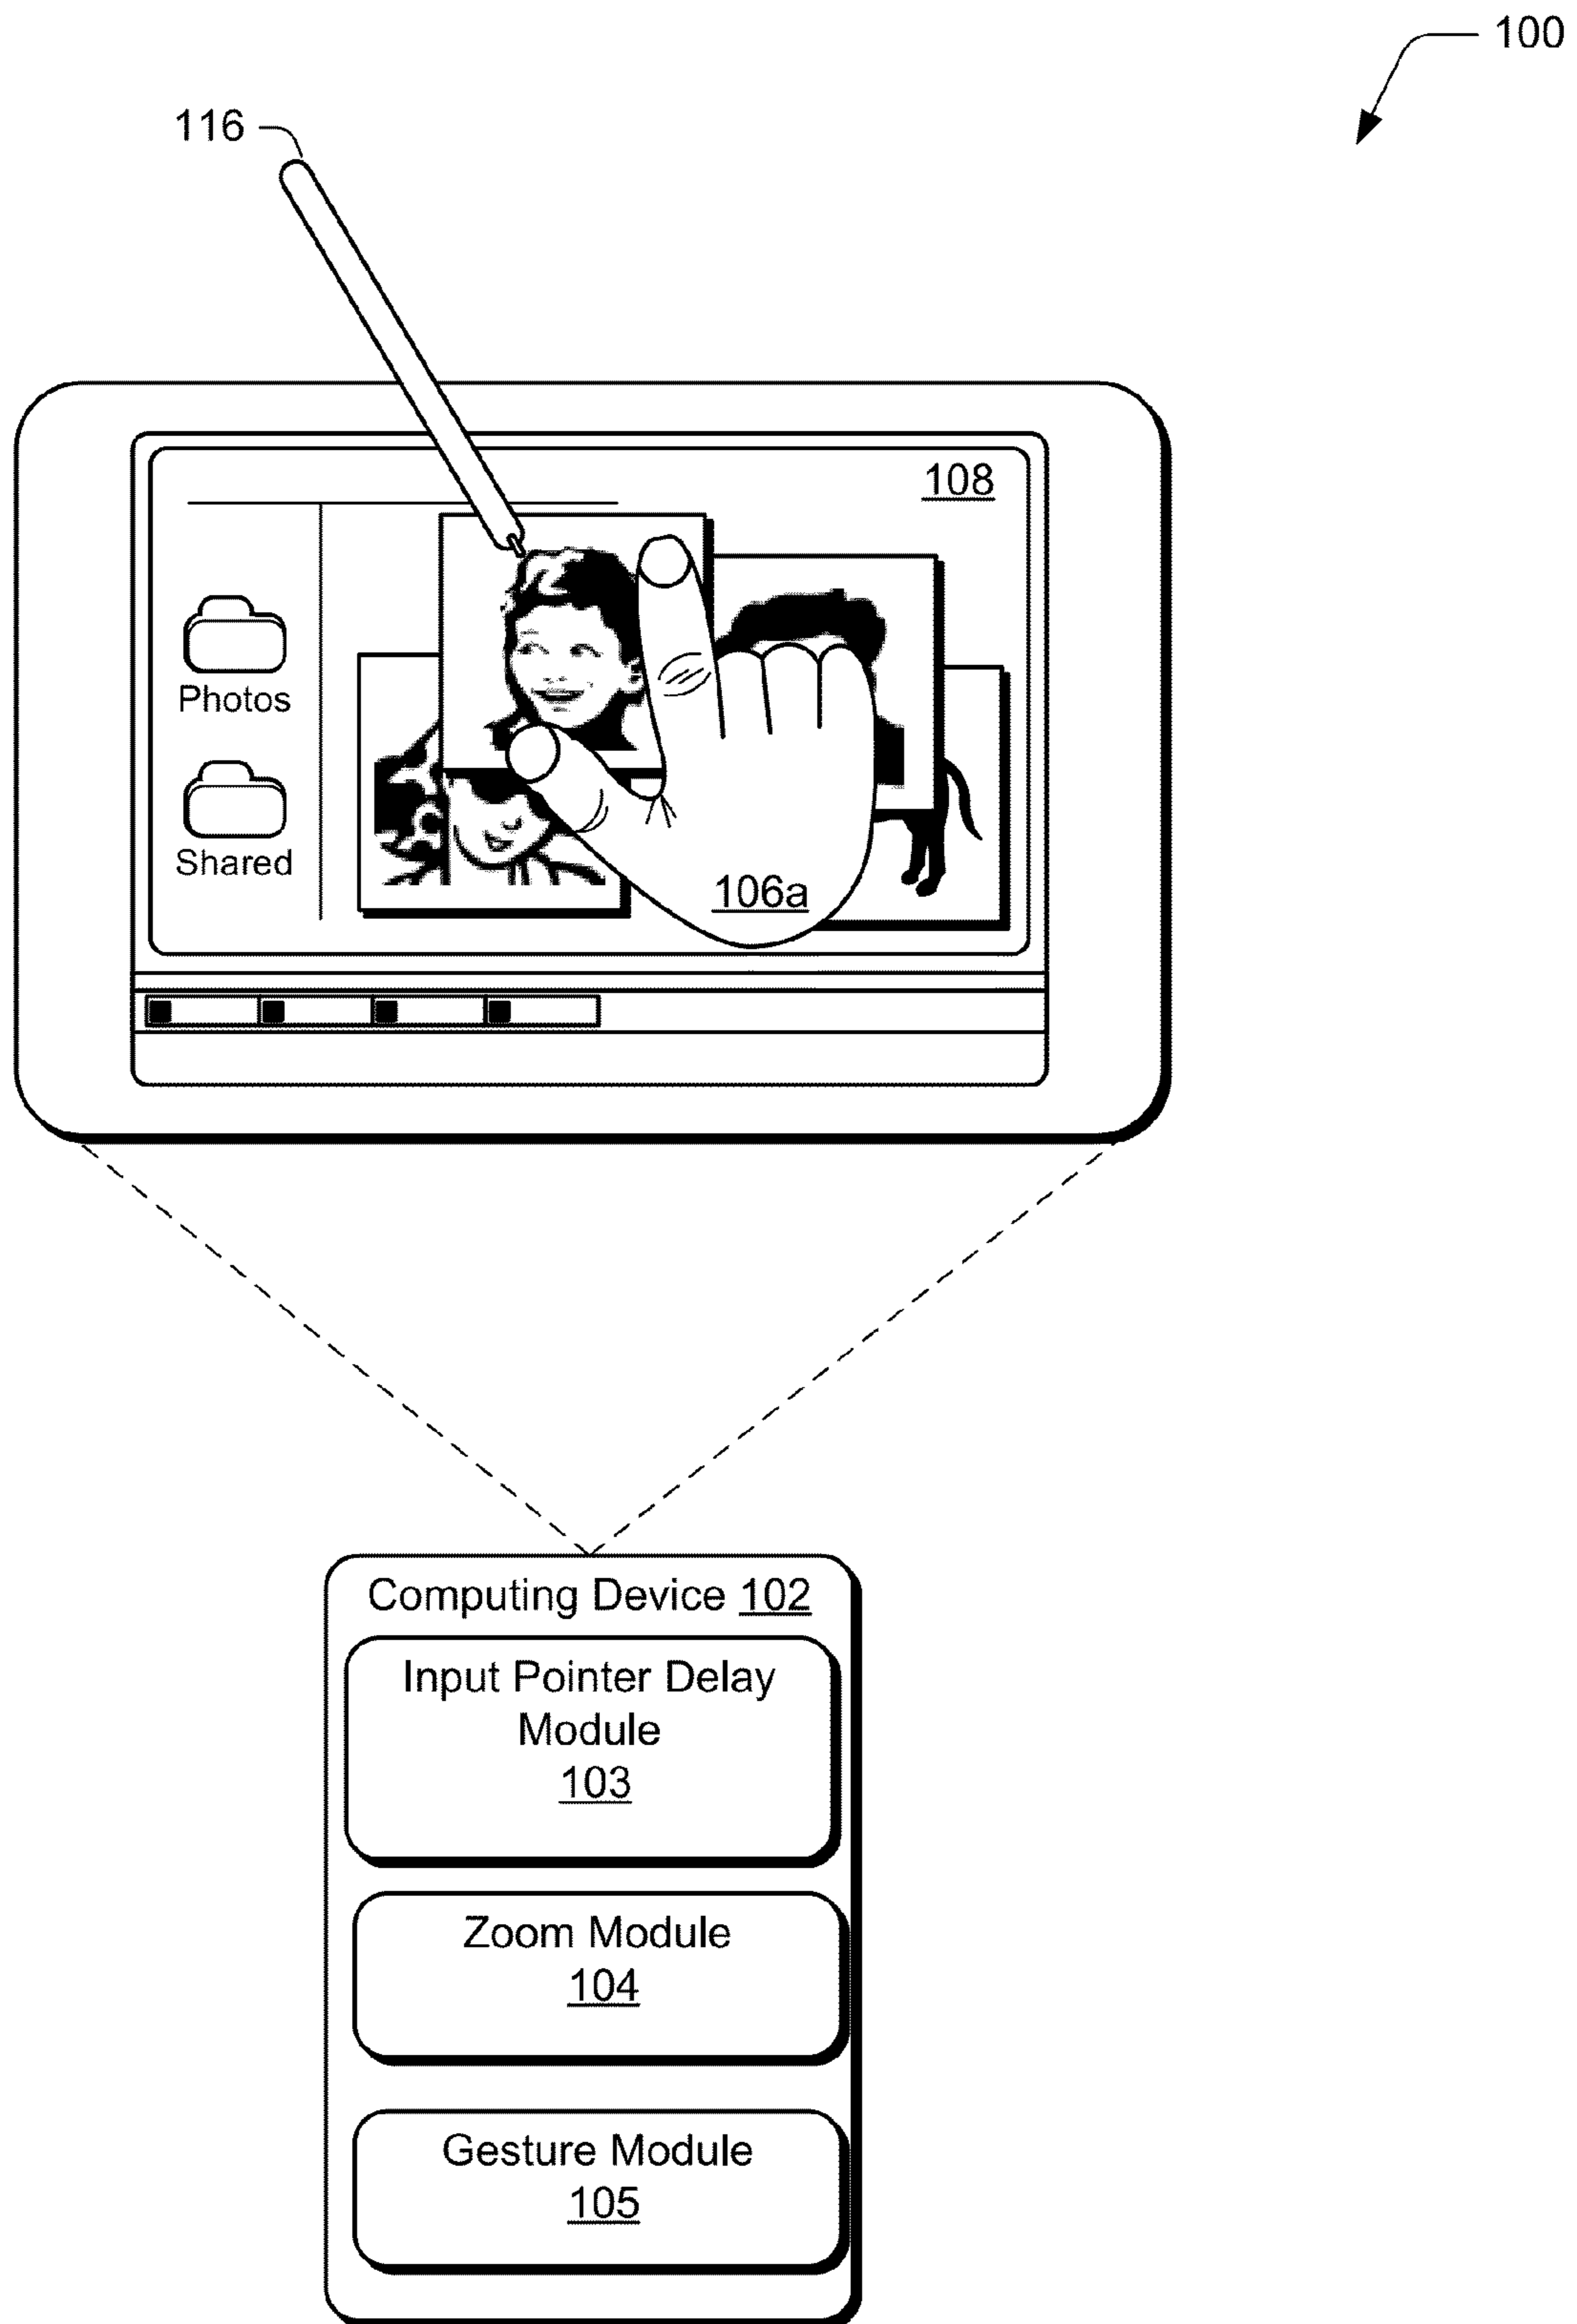 100
116
108
Photos
Shared
106a
Computing Device 102
Input Pointer Delay
Module
103
Zoom Module
104
Gesture Module
105